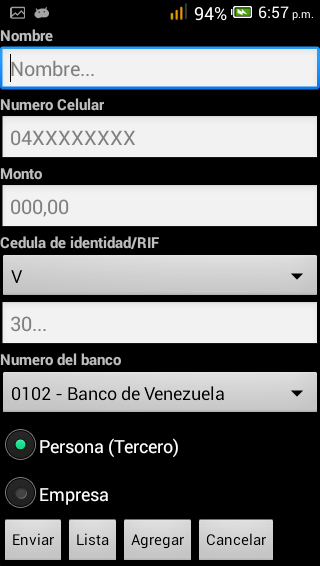 94% 6:57 p.m.
Nombre
Nombre...
Numero Celular
04XXXXXXXXX
Monto
000,00
Cedula de identidad/RIF
V
30...
Numero del banco
0102 - Banco de Venezuela
Persona (Tercero)
Empresa
Enviar Lista Agregar Cancelar